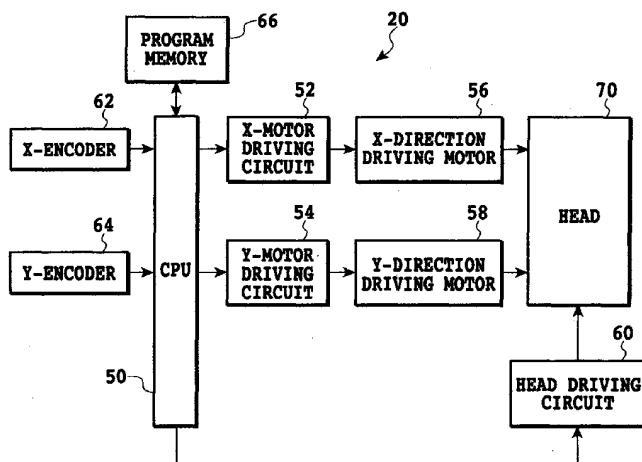 66
20
PROGRAM
MEMORY
62
52
56
70
X-ENCODER
X-MOTOR
DRIVING
CIRCUIT
X-DIRECTION
DRIVING MOTOR
HEAD
64
54
58
Y-ENCODER
CPU
Y-MOTOR
DRIVING
CIRCUIT
Y-DIRECTION
DRIVING MOTOR
60
50
HEAD DRIVING
CIRCUIT